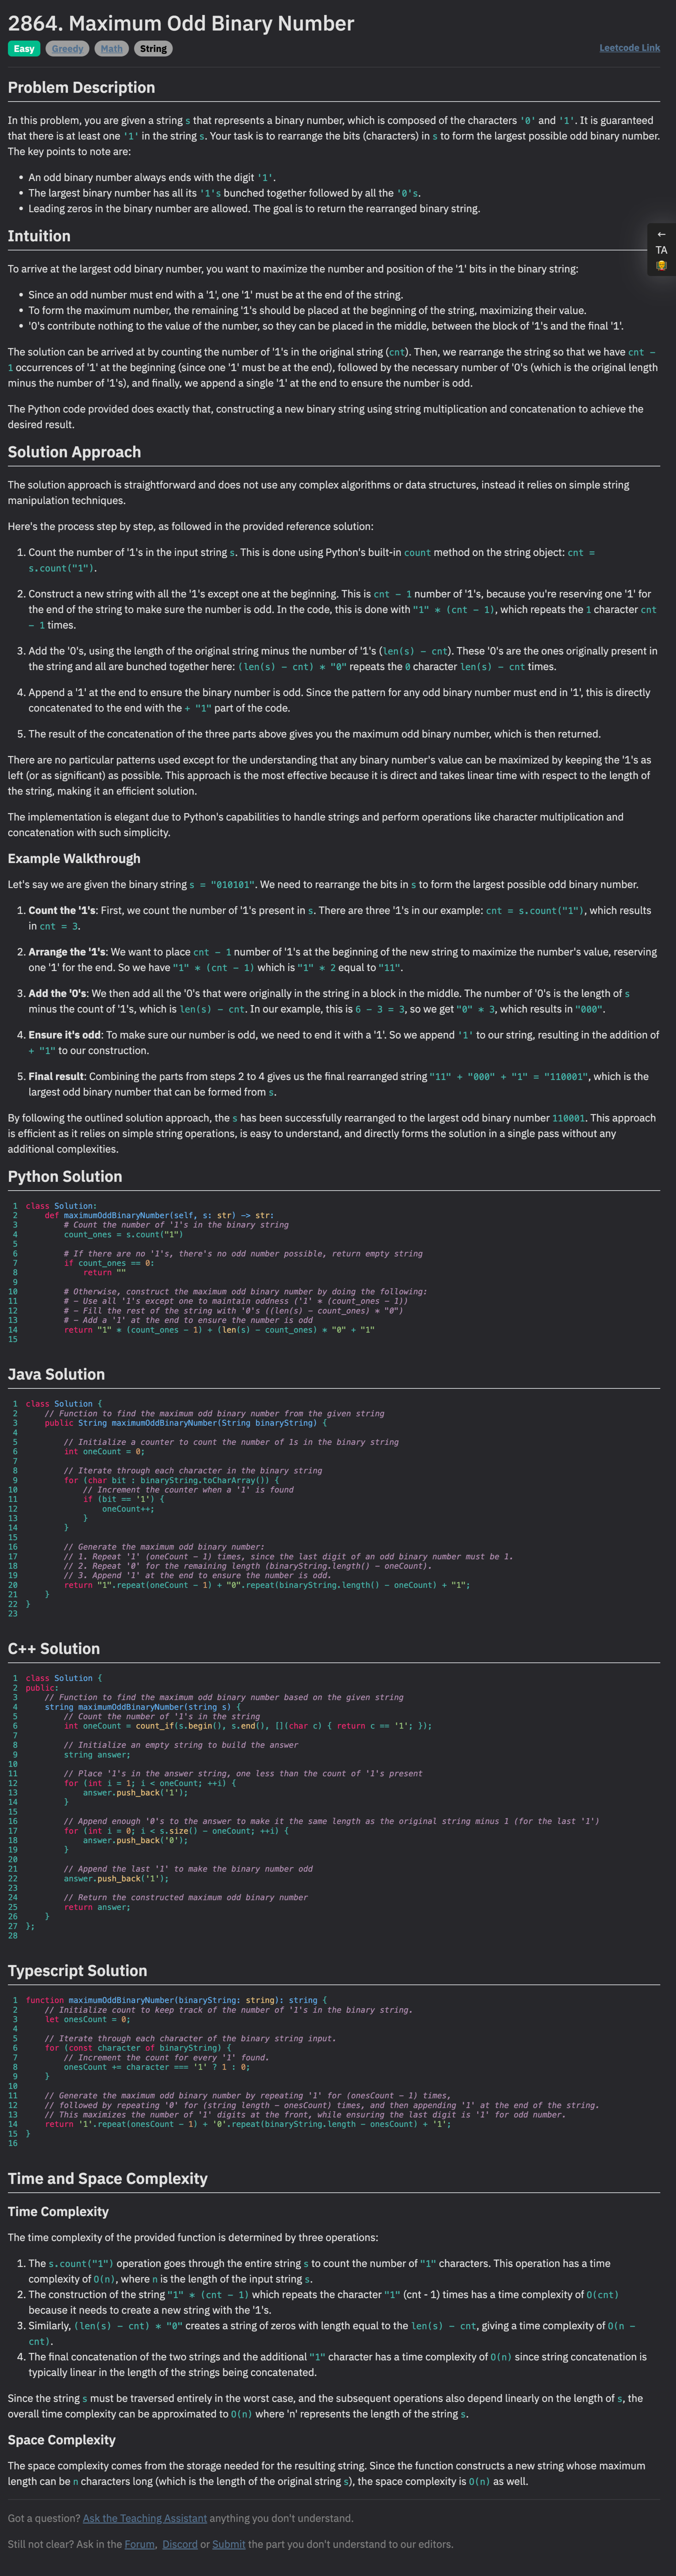 2864. Maximum Odd Binary Number
Easy Greedy Math String Leetcode Link
Problem Description
In this problem, you are given a string s that represents a binary number, which is composed of the characters '0' and '1'. It is guaranteed
that there is at least one '1' in the string s. Your task is to rearrange the bits (characters) in s to form the largest possible odd binary number.
The key points to note are:
• An odd binary number always ends with the digit '1'.
• The largest binary number has all its '1's bunched together followed by all the '0's.
• Leading zeros in the binary number are allowed. The goal is to return the rearranged binary string.
←
TA
Intuition
To arrive at the largest odd binary number, you want to maximize the number and position of the '1' bits in the binary string:
• Since an odd number must end with a '1', one '1' must be at the end of the string.
• To form the maximum number, the remaining '1's should be placed at the beginning of the string, maximizing their value.
• '0's contribute nothing to the value of the number, so they can be placed in the middle, between the block of '1's and the final '1'.
The solution can be arrived at by counting the number of '1's in the original string (cnt). Then, we rearrange the string so that we have cnt -
1 occurrences of '1' at the beginning (since one '1' must be at the end), followed by the necessary number of '0's (which is the original length
minus the number of '1's), and finally, we append a single '1' at the end to ensure the number is odd.
The Python code provided does exactly that, constructing a new binary string using string multiplication and concatenation to achieve the
desired result.
Solution Approach
The solution approach is straightforward and does not use any complex algorithms or data structures, instead it relies on simple string
manipulation techniques.
Here's the process step by step, as followed in the provided reference solution:
1. Count the number of '1's in the input string s. This is done using Python's built-in count method on the string object: cnt =
s.count("1").
2. Construct a new string with all the '1's except one at the beginning. This is cnt - 1 number of '1's, because you're reserving one '1' for
the end of the string to make sure the number is odd. In the code, this is done with "1" * (cnt - 1), which repeats the 1 character cnt
- 1 times.
3. Add the '0's, using the length of the original string minus the number of '1's (len(s) - cnt). These '0's are the ones originally present in
the string and all are bunched together here: (len(s) - cnt) * "0" repeats the 0 character len(s) - cnt times.
4. Append a '1' at the end to ensure the binary number is odd. Since the pattern for any odd binary number must end in '1', this is directly
concatenated to the end with the + "1" part of the code.
5. The result of the concatenation of the three parts above gives you the maximum odd binary number, which is then returned.
There are no particular patterns used except for the understanding that any binary number's value can be maximized by keeping the '1's as
left (or as significant) as possible. This approach is the most effective because it is direct and takes linear time with respect to the length of
the string, making it an efficient solution.
The implementation is elegant due to Python's capabilities to handle strings and perform operations like character multiplication and
concatenation with such simplicity.
Example Walkthrough
Let's say we are given the binary string s = "010101". We need to rearrange the bits in s to form the largest possible odd binary number.
1. Count the '1's: First, we count the number of '1's present in s. There are three '1's in our example: cnt = s.count("1"), which results
in cnt = 3.
2. Arrange the '1's: We want to place cnt - 1 number of '1's at the beginning of the new string to maximize the number's value, reserving
one '1' for the end. So we have "1" * (cnt - 1) which is "1" * 2 equal to "11".
3. Add the '0's: We then add all the '0's that were originally in the string in a block in the middle. The number of '0's is the length of s
minus the count of '1's, which is len(s) - cnt. In our example, this is 6 - 3 = 3, so we get "0" * 3, which results in "000".
4. Ensure it's odd: To make sure our number is odd, we need to end it with a '1'. So we append '1' to our string, resulting in the addition of
+ "1" to our construction.
5. Final result: Combining the parts from steps 2 to 4 gives us the final rearranged string "11" + "000" + "1" = "110001", which is the
largest odd binary number that can be formed from s.
By following the outlined solution approach, the s has been successfully rearranged to the largest odd binary number 110001. This approach
is efficient as it relies on simple string operations, is easy to understand, and directly forms the solution in a single pass without any
additional complexities.
Python Solution
1 class Solution:
2     def maximumOddBinaryNumber(self, s: str) -> str:
3         # Count the number of '1's in the binary string
4         count_ones = s.count("1")
5
6         # If there are no '1's, there's no odd number possible, return empty string
7         if count_ones == 0:
8             return ""
9
10         # Otherwise, construct the maximum odd binary number by doing the following:
11         # - Use all '1's except one to maintain oddness ('1' * (count_ones - 1))
12         # - Fill the rest of the string with '0's ((len(s) - count_ones) * "0")
13         # - Add a '1' at the end to ensure the number is odd
14         return "1" * (count_ones - 1) + (len(s) - count_ones) * "0" + "1"
15
Java Solution
1 class Solution {
2     // Function to find the maximum odd binary number from the given string
3     public String maximumOddBinaryNumber(String binaryString) {
4
5         // Initialize a counter to count the number of 1s in the binary string
6         int oneCount = 0;
7
8         // Iterate through each character in the binary string
9         for (char bit : binaryString.toCharArray()) {
10             // Increment the counter when a '1' is found
11             if (bit == '1') {
12                 oneCount++;
13             }
14         }
15
16         // Generate the maximum odd binary number:
17         // 1. Repeat '1' (oneCount - 1) times, since the last digit of an odd binary number must be 1.
18         // 2. Repeat '0' for the remaining length (binaryString.length() - oneCount).
19         // 3. Append '1' at the end to ensure the number is odd.
20         return "1".repeat(oneCount - 1) + "0".repeat(binaryString.length() - oneCount) + "1";
21     }
22 }
23
C++ Solution
1 class Solution {
2 public:
3     // Function to find the maximum odd binary number based on the given string
4     string maximumOddBinaryNumber(string s) {
5         // Count the number of '1's in the string
6         int oneCount = count_if(s.begin(), s.end(), [](char c) { return c == '1'; });
7
8         // Initialize an empty string to build the answer
9         string answer;
10
11         // Place '1's in the answer string, one less than the count of '1's present
12         for (int i = 1; i < oneCount; ++i) {
13             answer.push_back('1');
14         }
15
16         // Append enough '0's to the answer to make it the same length as the original string minus 1 (for the last '1')
17         for (int i = 0; i < s.size() - oneCount; ++i) {
18             answer.push_back('0');
19         }
20
21         // Append the last '1' to make the binary number odd
22         answer.push_back('1');
23
24         // Return the constructed maximum odd binary number
25         return answer;
26     }
27 };
28
Typescript Solution
1 function maximumOddBinaryNumber(binaryString: string): string {
2     // Initialize count to keep track of the number of '1's in the binary string.
3     let onesCount = 0;
4
5     // Iterate through each character of the binary string input.
6     for (const character of binaryString) {
7         // Increment the count for every '1' found.
8         onesCount += character === '1' ? 1 : 0;
9     }
10
11     // Generate the maximum odd binary number by repeating '1' for (onesCount - 1) times,
12     // followed by repeating '0' for (string length - onesCount) times, and then appending '1' at the end of the string.
13     // This maximizes the number of '1' digits at the front, while ensuring the last digit is '1' for odd number.
14     return '1'.repeat(onesCount - 1) + '0'.repeat(binaryString.length - onesCount) + '1';
15 }
16
Time and Space Complexity
Time Complexity
The time complexity of the provided function is determined by three operations:
1. The s.count("1") operation goes through the entire string s to count the number of "1" characters. This operation has a time
complexity of O(n), where n is the length of the input string s.
2. The construction of the string "1" * (cnt - 1) which repeats the character "1" (cnt - 1) times has a time complexity of O(cnt)
because it needs to create a new string with the '1's.
3. Similarly, (len(s) - cnt) * "0" creates a string of zeros with length equal to the len(s) - cnt, giving a time complexity of O(n -
cnt).
4. The final concatenation of the two strings and the additional "1" character has a time complexity of O(n) since string concatenation is
typically linear in the length of the strings being concatenated.
Since the string s must be traversed entirely in the worst case, and the subsequent operations also depend linearly on the length of s, the
overall time complexity can be approximated to O(n) where 'n' represents the length of the string s.
Space Complexity
The space complexity comes from the storage needed for the resulting string. Since the function constructs a new string whose maximum
length can be n characters long (which is the length of the original string s), the space complexity is O(n) as well.
Got a question? Ask the Teaching Assistant anything you don't understand.
Still not clear? Ask in the Forum, Discord or Submit the part you don't understand to our editors.